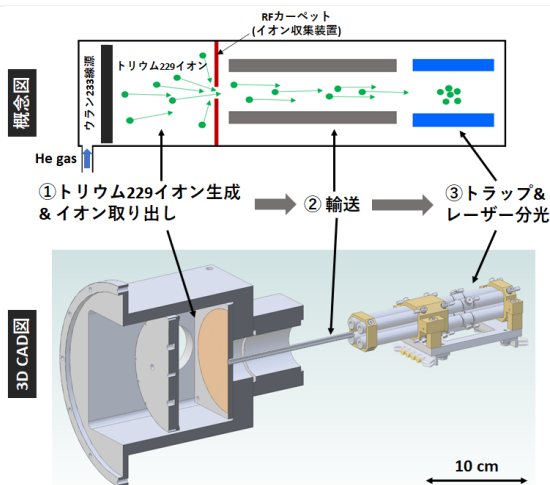 RFカーペット
(イオン収集装置)
トリウム229イオン
ウラン233線源
概念図
He gas
①トリウム229イオン生成
& イオン取り出し
② 輸送
③トラップ&
レーザー分光
3D CAD図
10 cm